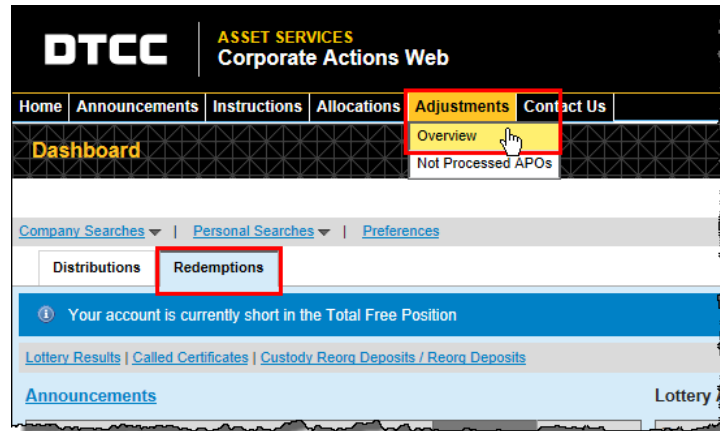 DTCC
ASSET SERVICES
Corporate Actions Web
Home Announcements Instructions Allocations Adjustments Contact Us
Overview
Dashboard
Not Processed APOs
Company Searches | Personal Searches | Preferences
Distributions Redemptions
Your account is currently short in the Total Free Position
Lottery Results | Called Certificates | Custody Reorg Deposits / Reorg Deposits
Announcements Lottery